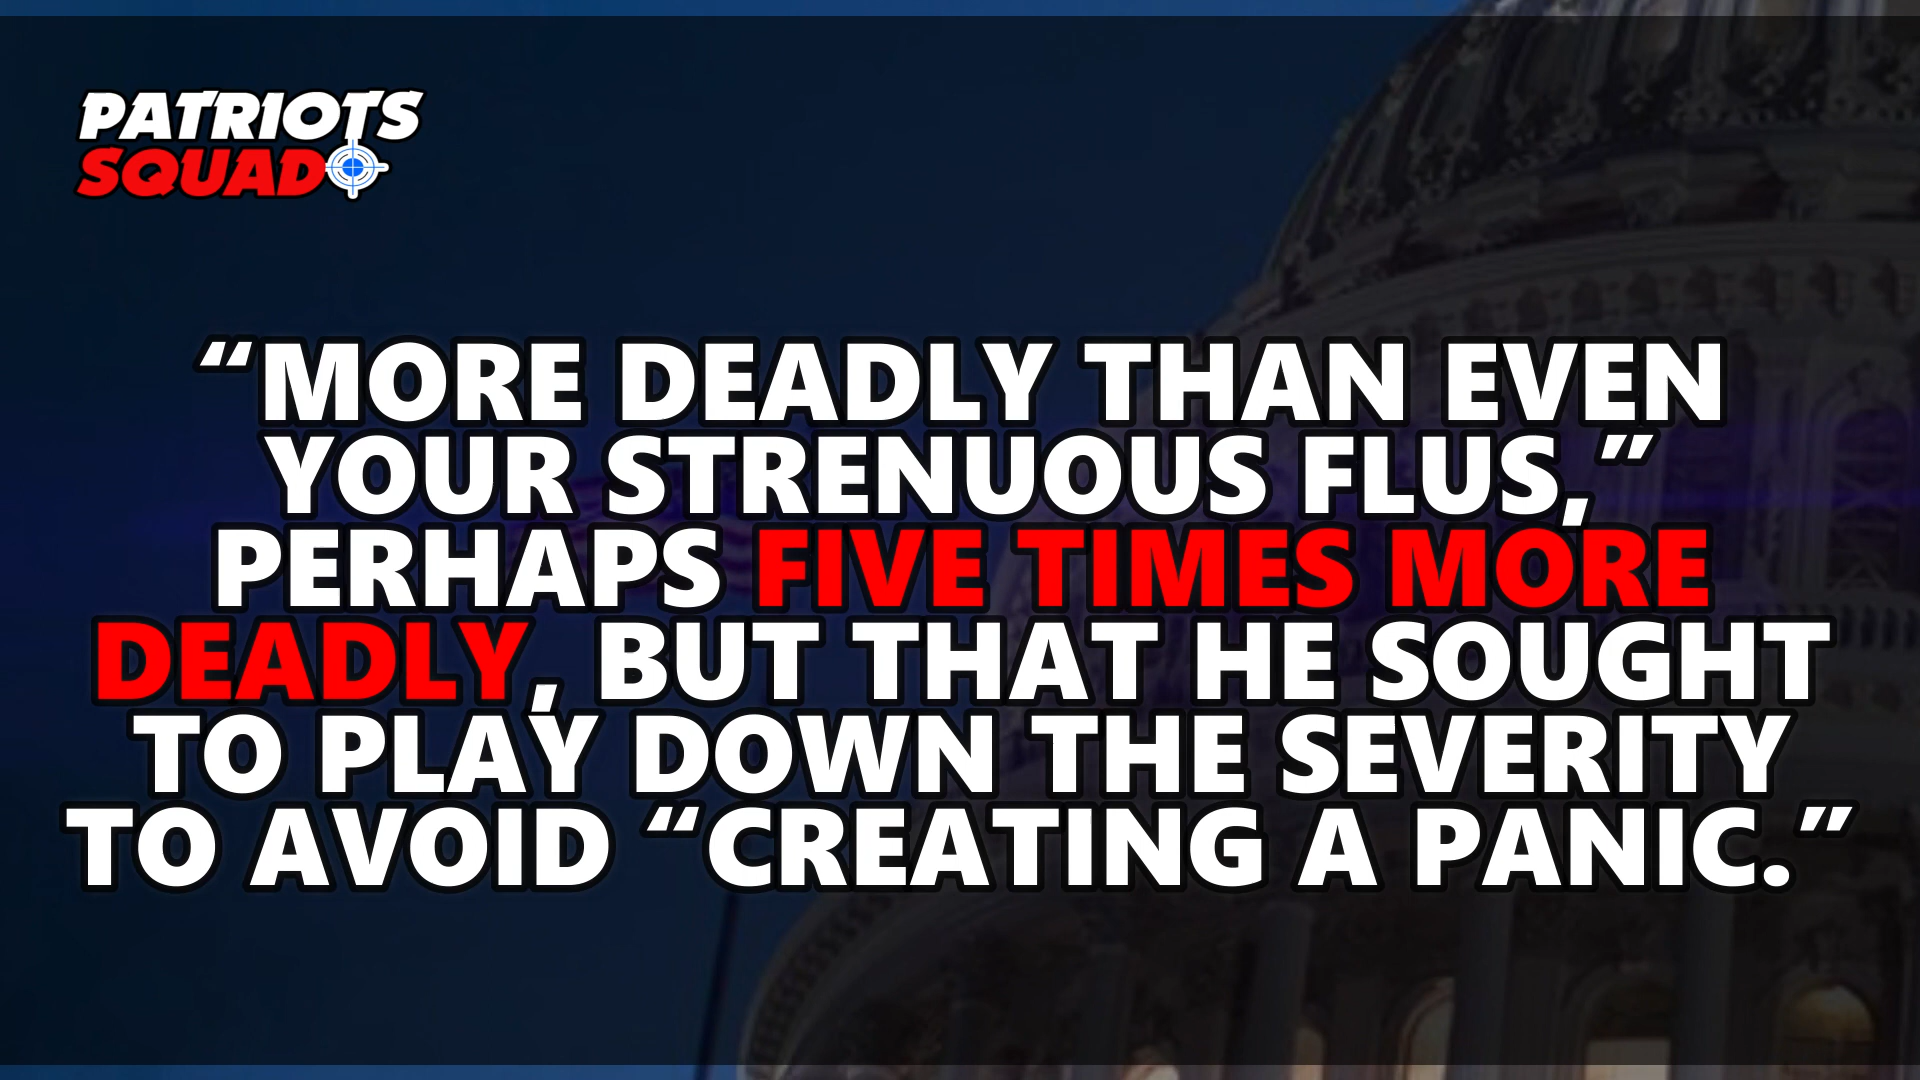 PATRIOTS
SQUAD
“MORE DEADLY THAN EVEN
YOUR STRENUOUS FLUS,”
PERHAPS FIVE TIMES MORE
DEADLY, BUT THAT HE SOUGHT
TO PLAY DOWN THE SEVERITY
TO AVOID “CREATING A PANIC.”